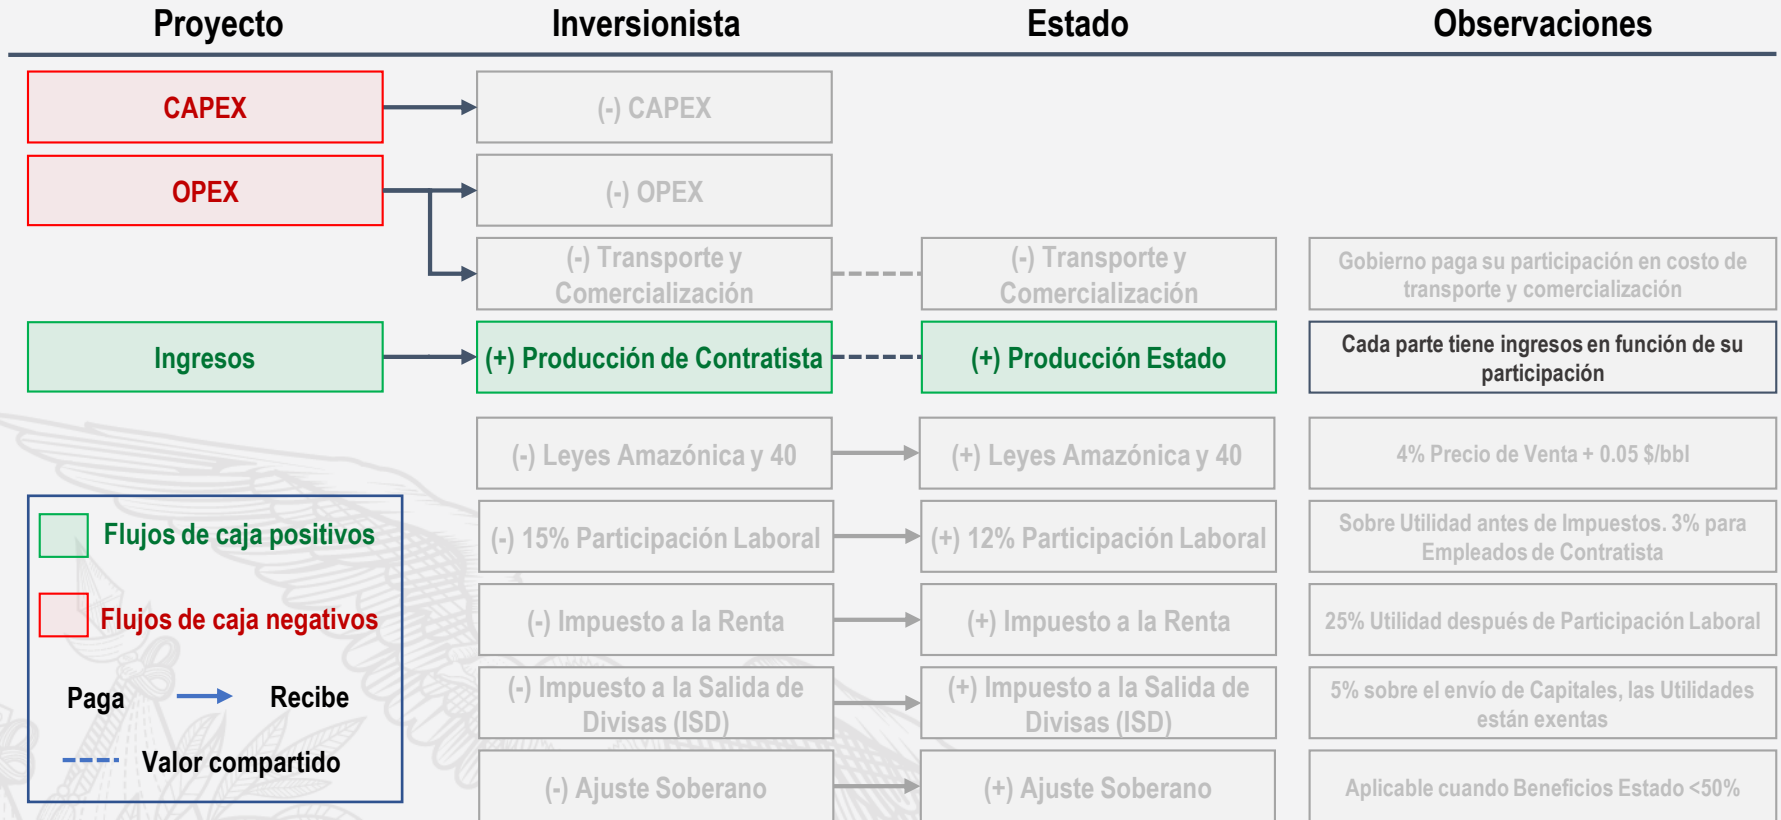 Proyecto
Inversionista
Estado
Observaciones
CAPEX
(-) CAPEX
OPEX
(-) OPEX
(-) Transporte y
Comercialización
(-) Transporte y
Comercialización
Gobierno paga su participación en costo de
transporte y comercialización
Ingresos
(+) Producción de Contratista
(+) Producción Estado
Cada parte tiene ingresos en función de su
participación
(-) Leyes Amazónica y 40
(+) Leyes Amazónica y 40
4% Precio de Venta + 0.05 $/bbl
(-) 15% Participación Laboral
(+) 12% Participación Laboral
Sobre Utilidad antes de Impuestos. 3% para
Empleados de Contratista
(-) Impuesto a la Renta
(+) Impuesto a la Renta
25% Utilidad después de Participación Laboral
(-) Impuesto a la Salida de
Divisas (ISD)
(+) Impuesto a la Salida de
Divisas (ISD)
5% sobre el envío de Capitales, las Utilidades
están exentas
(-) Ajuste Soberano
(+) Ajuste Soberano
Aplicable cuando Beneficios Estado <50%
Flujos de caja positivos
Flujos de caja negativos
Paga
Recibe
Valor compartido